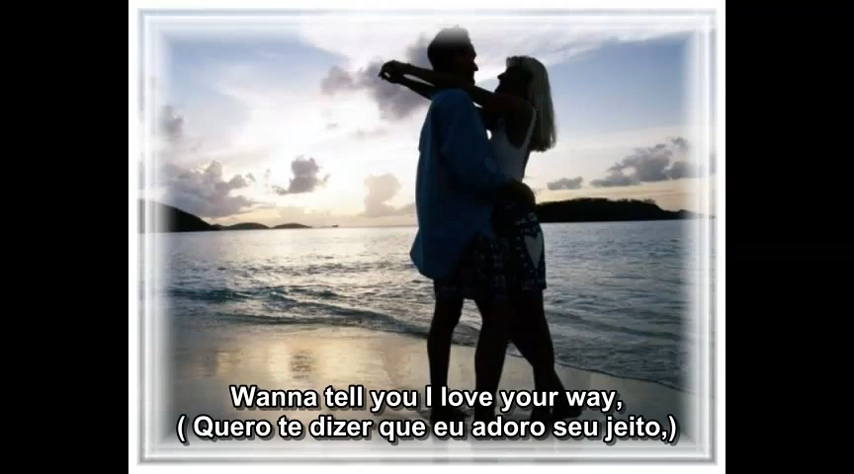 Wanna tell you I love your way,
( Quero te dizer que eu adoro seu jeito,)